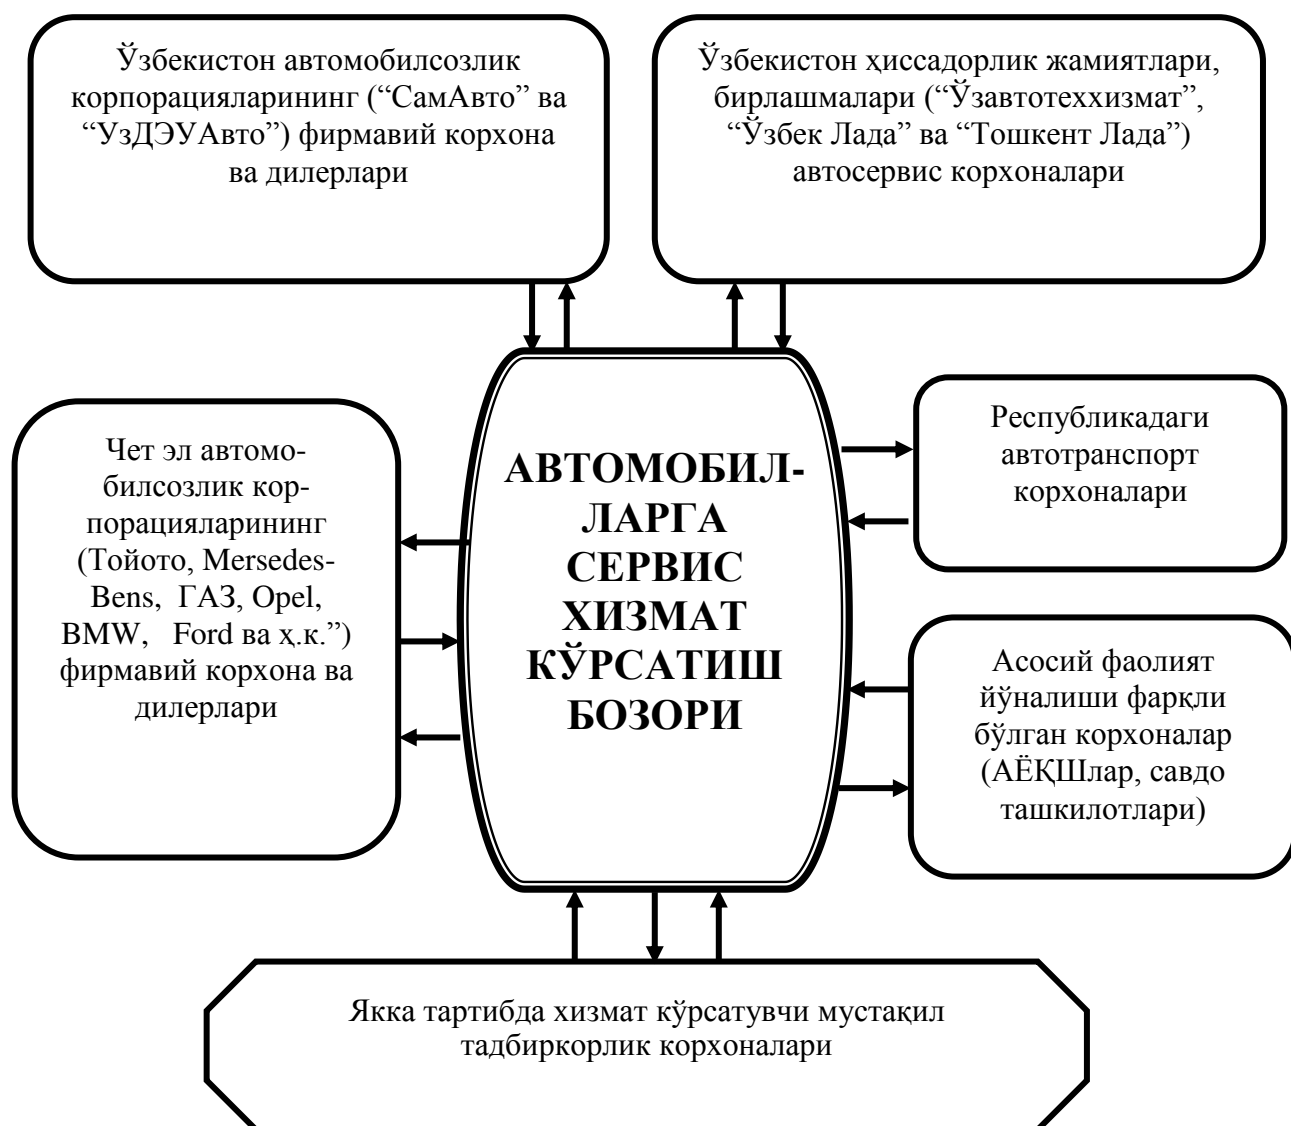 Ўзбекистон автомобилсозлик
корпорацияларининг (“СамАвто” ва
“УзДЭУАвто”) фирмавий корхона
ва дилерлари
Ўзбекистон ҳиссадорлик жамиятлари,
бирлашмалари (“Ўзавтотеххизмат”,
“Ўзбек Лада” ва “Тошкент Лада”)
автосервис корхоналари
Чет эл автомо-
билсозлик кор-
порацияларининг
(Тойото, Mersedes-
Bens, ГАЗ, Opel,
BMW, Ford ва ҳ.к.”)
фирмавий корхона ва
дилерлари
АВТОМОБИЛ-
ЛАРГА
СЕРВИС
ХИЗМАТ
КЎРСАТИШ
БОЗОРИ
Республикадаги
автотранспорт
корхоналари
Асосий фаолият
йўналиши фарқли
бўлган корхоналар
(АЁҚШлар, савдо
ташкилотлари)
Якка тартибда хизмат кўрсатувчи мустақил
тадбиркорлик корхоналари